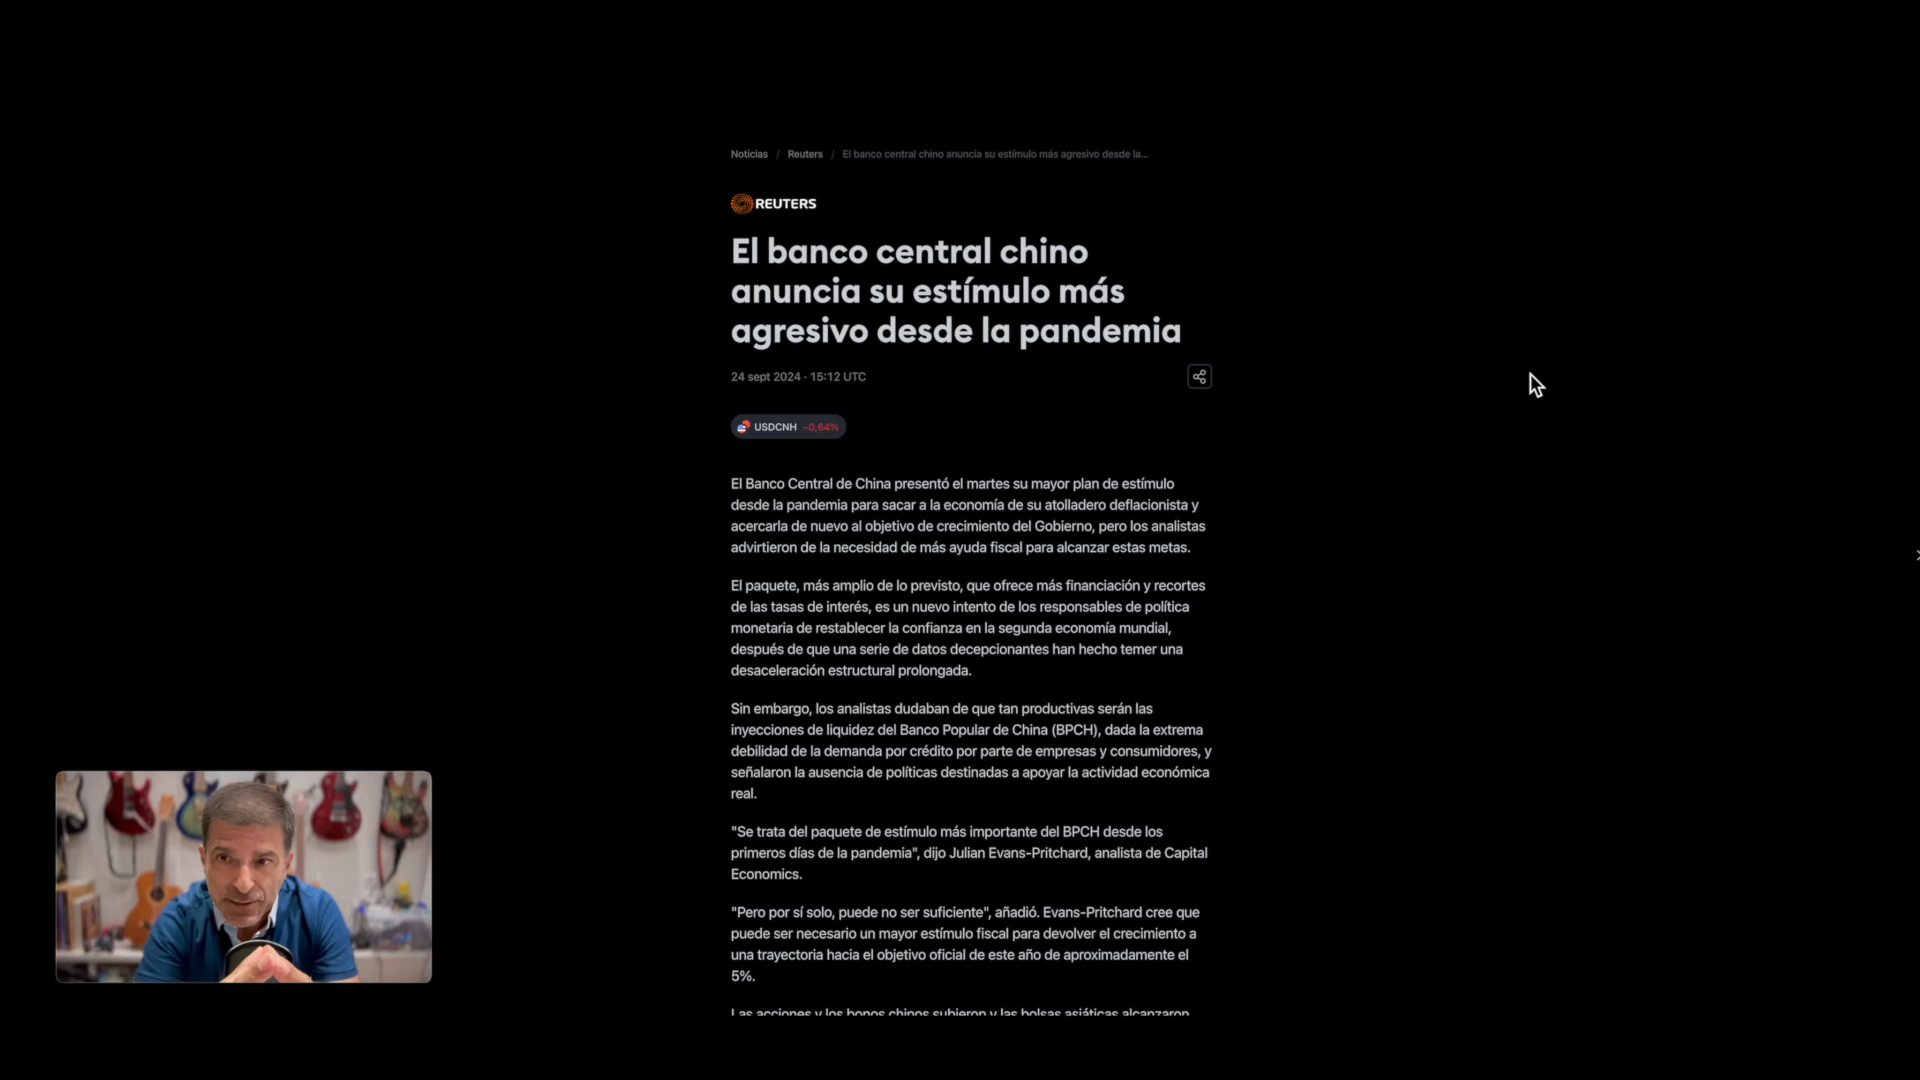 Noticias / Reuters / El banco central chino anuncia su estímulo más agresivo desde la...
REUTERS
El banco central chino
anuncia su estímulo más
agresivo desde la pandemia
24 sept 2024 · 15:12 UTC
USDCNH −0,64%
El Banco Central de China presentó el martes su mayor plan de estímulo
desde la pandemia para sacar a la economía de su atolladero deflacionista y
acercarla de nuevo al objetivo de crecimiento del Gobierno, pero los analistas
advirtieron de la necesidad de más ayuda fiscal para alcanzar estas metas.
El paquete, más amplio de lo previsto, que ofrece más financiación y recortes
de las tasas de interés, es un nuevo intento de los responsables de política
monetaria de restablecer la confianza en la segunda economía mundial,
después de que una serie de datos decepcionantes han hecho temer una
desaceleración estructural prolongada.
Sin embargo, los analistas dudaban de que tan productivas serán las
inyecciones de liquidez del Banco Popular de China (BPCH), dada la extrema
debilidad de la demanda por crédito por parte de empresas y consumidores, y
señalaron la ausencia de políticas destinadas a apoyar la actividad económica
real.
"Se trata del paquete de estímulo más importante del BPCH desde los
primeros días de la pandemia", dijo Julian Evans-Pritchard, analista de Capital
Economics.
"Pero por sí solo, puede no ser suficiente", añadió. Evans-Pritchard cree que
puede ser necesario un mayor estímulo fiscal para devolver el crecimiento a
una trayectoria hacia el objetivo oficial de este año de aproximadamente el
5%.
Las acciones y los bonos chinos subieron y las bolsas asiáticas alcanzaron